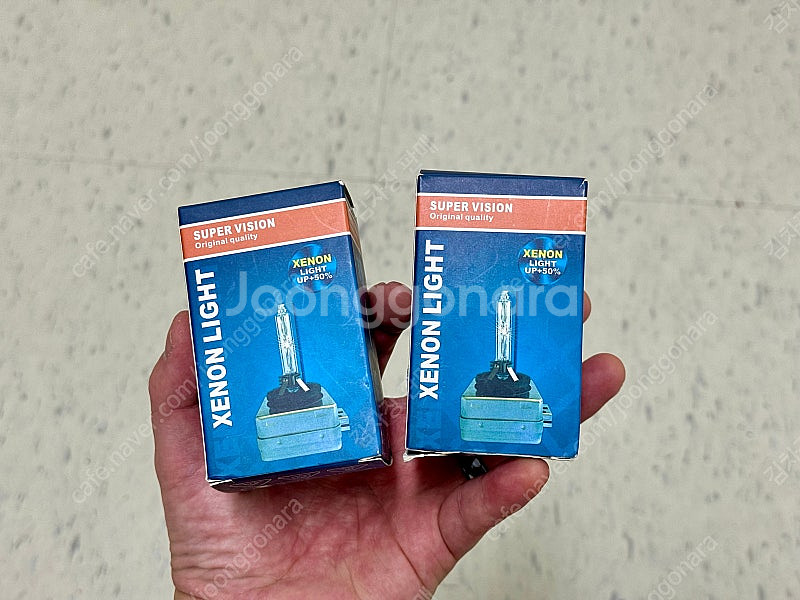 SUPER VISION
Original quality
XENON
LIGHT
UP+50%
XENON LIGHT
SUPER VISION
Original quality
XENON
LIGHT
UP+50%
XENON LIGHT
Joonggonara
cafe.naver.com/joonggonara